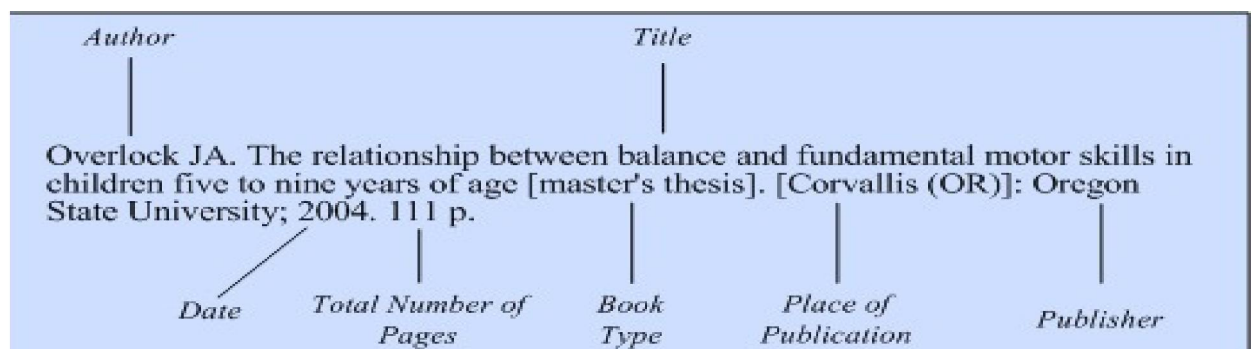 Author Title
Overlock JA. The relationship between balance and fundamental motor skills in
children five to nine years of age [master's thesis]. [Corvallis (OR)]: Oregon
State University; 2004. 111 p.
Date Total Number of Pages Book Type Place of Publication Publisher